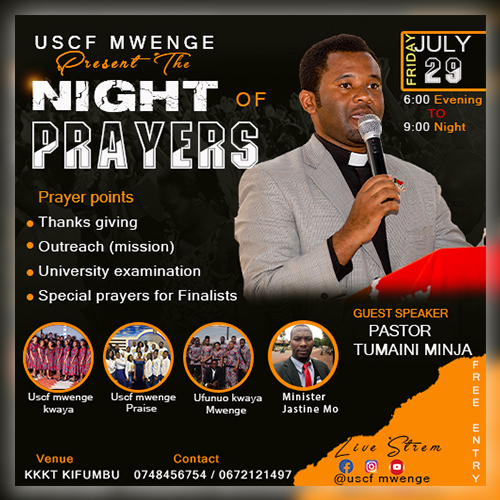 USCF MWENGE
Present The
NIGHT OF
PRAYERS
FRIDAY
JULY
29
6:00 Evening
TO
9:00 Night
Prayer points
Thanks giving
Outreach (mission)
University examination
Special prayers for Finalists
GUEST SPEAKER
PASTOR
TUMAINI MINJA
Uscf mwenge
kwaya
Uscf mwenge
Praise
Ufunuo kwaya
Mwenge
Minister
Jastine Mo
FREE ENTRY
Venue
KKKT KIFUMBU
Contact
0748456754 / 0672121497
Live Strem
@uscf mwenge